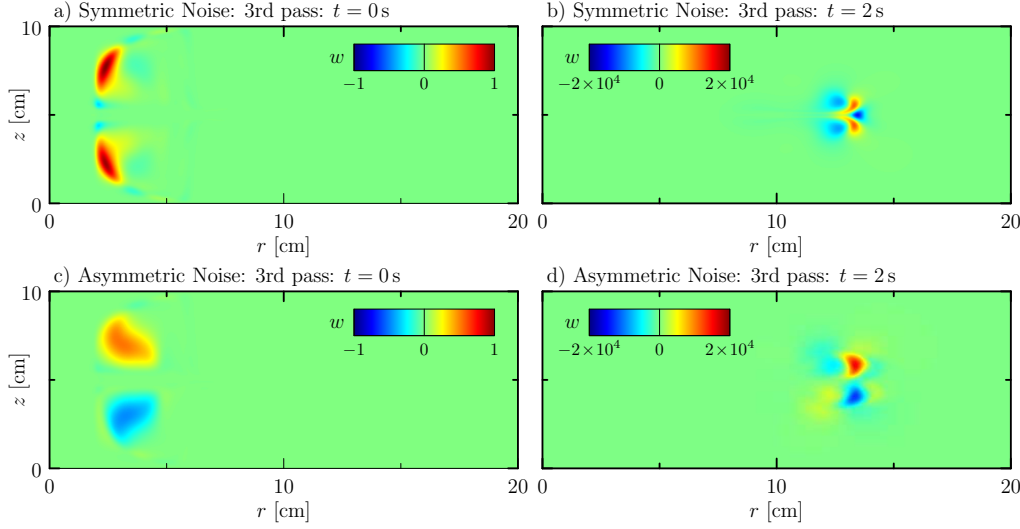 a) Symmetric Noise: 3rd pass: t = 0 s
b) Symmetric Noise: 3rd pass: t = 2 s
10
z [cm]
0
w
−1
0
1
w
−2×10⁴
0
2×10⁴
0
10
20
r [cm]
0
10
20
r [cm]
c) Asymmetric Noise: 3rd pass: t = 0 s
d) Asymmetric Noise: 3rd pass: t = 2 s
10
z [cm]
0
w
−1
0
1
w
−2×10⁴
0
2×10⁴
0
10
20
r [cm]
0
10
20
r [cm]